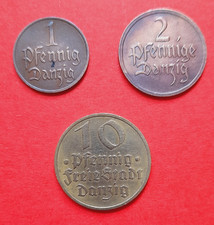 1
Pfennig
Danzig
2
Pfennige
Danzig
10
Pfennig
Freie Stadt
Danzig